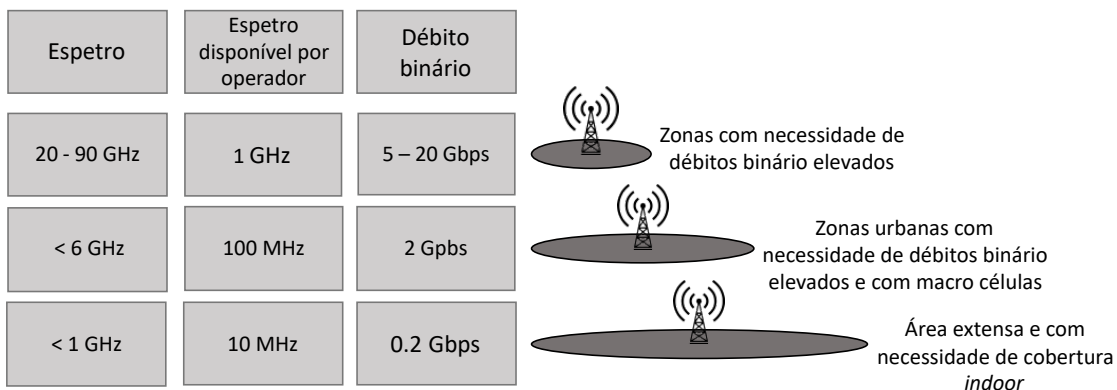 Espetro
Espetro
disponível por
operador
Débito
binário
20 - 90 GHz
1 GHz
5 – 20 Gbps
Zonas com necessidade de
débitos binário elevados
< 6 GHz
100 MHz
2 Gpbs
Zonas urbanas com
necessidade de débitos binário
elevados e com macro células
< 1 GHz
10 MHz
0.2 Gbps
Área extensa e com
necessidade de cobertura
indoor